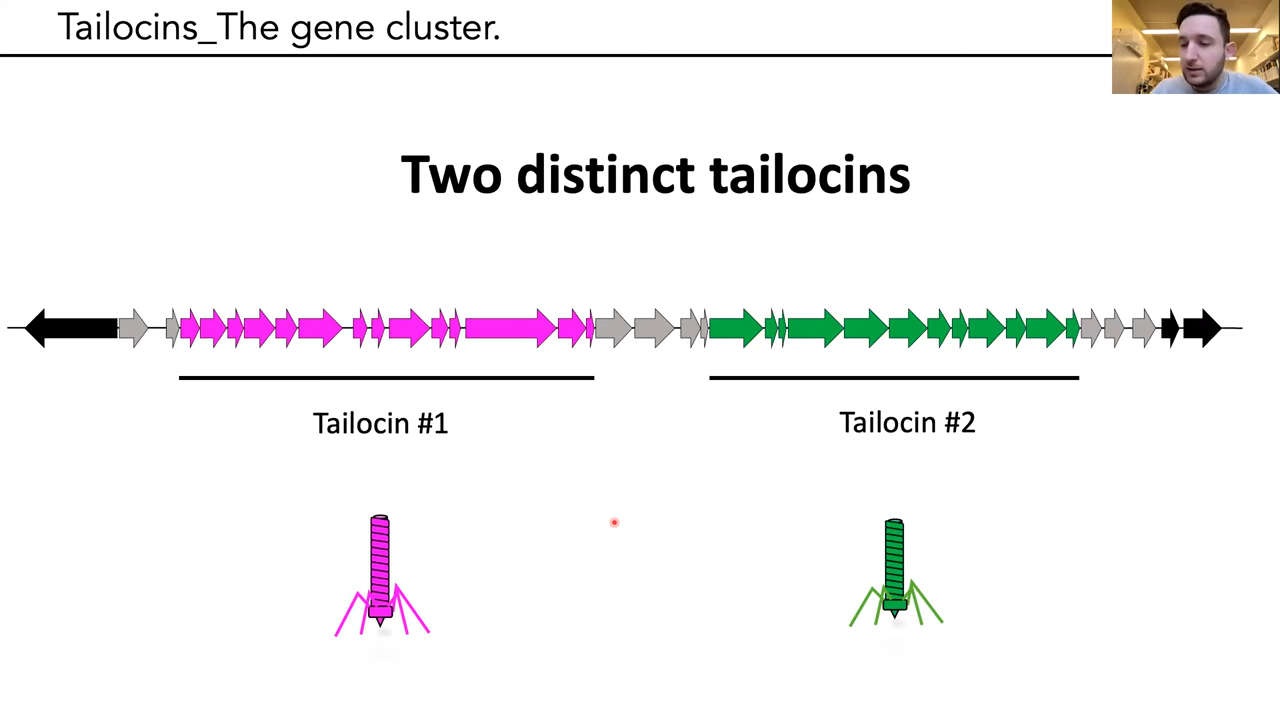 Tailocins_The gene cluster.
Two distinct tailocins
Tailocin #1
Tailocin #2